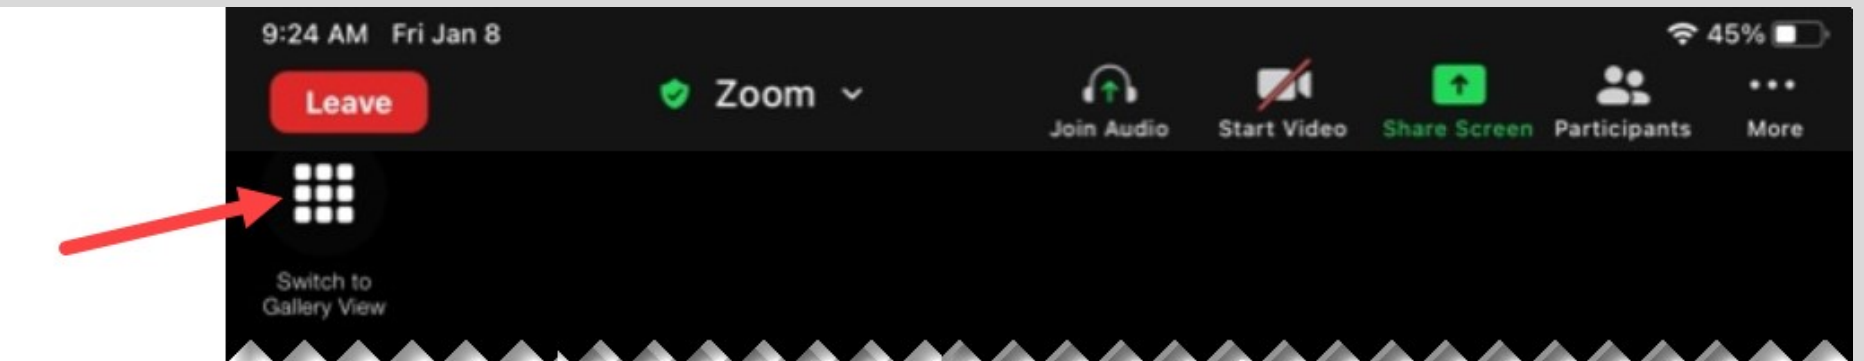 9:24 AM Fri Jan 8 45%
Leave Zoom
Join Audio Start Video Share Screen Participants More
Switch to
Gallery View